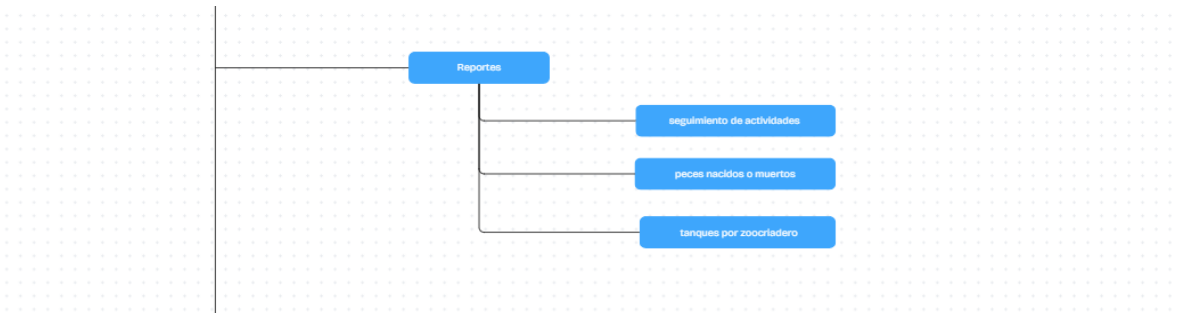 Reportes
seguimiento de actividades
peces nacidos o muertos
tanques por zoocriadero